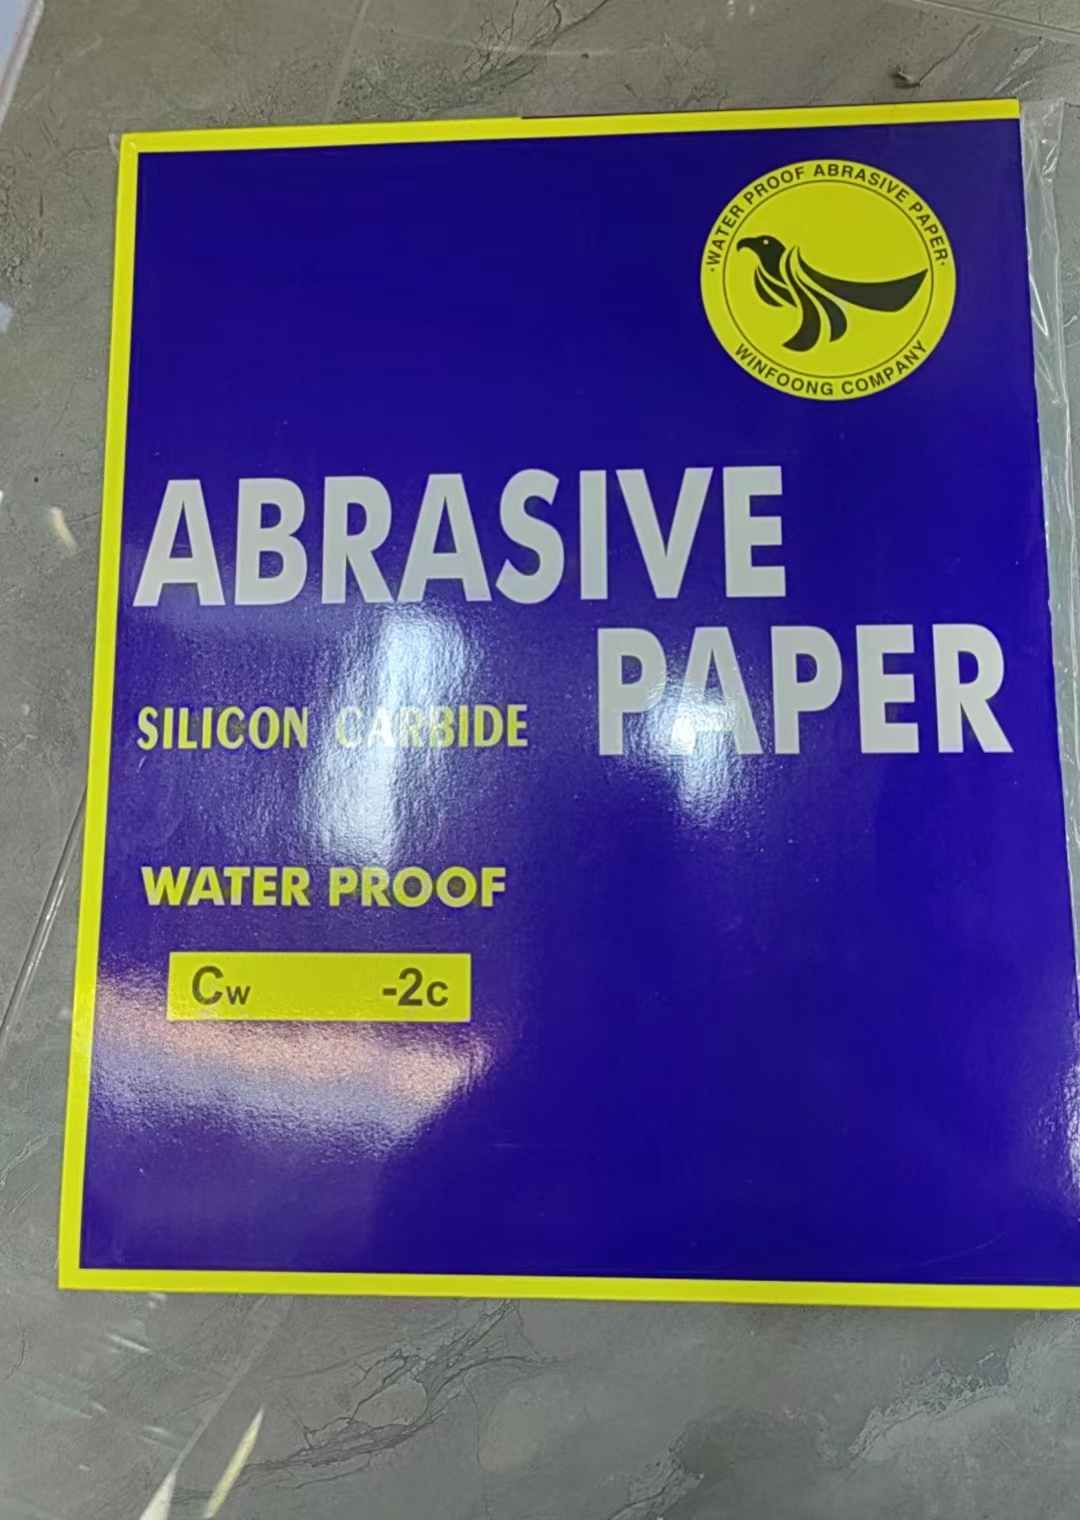 ·WATER PROOF ABRASIVE PAPER·
WINFOONG COMPANY
ABRASIVE
PAPER
SILICON CARBIDE
WATER PROOF
Cw -2c